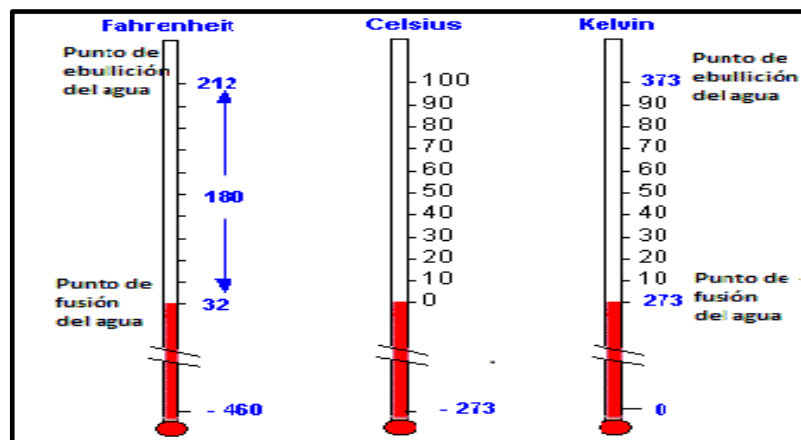 Fahrenheit
Celsius
Kelvin
Punto de
ebullición
del agua
212
180
Punto de
fusión
del agua
32
- 460
100
90
80
70
60
50
40
30
20
10
0
- 273
373
90
80
70
60
50
40
30
20
10
273
0
Punto de
ebullición
del agua
Punto de
fusión
del agua